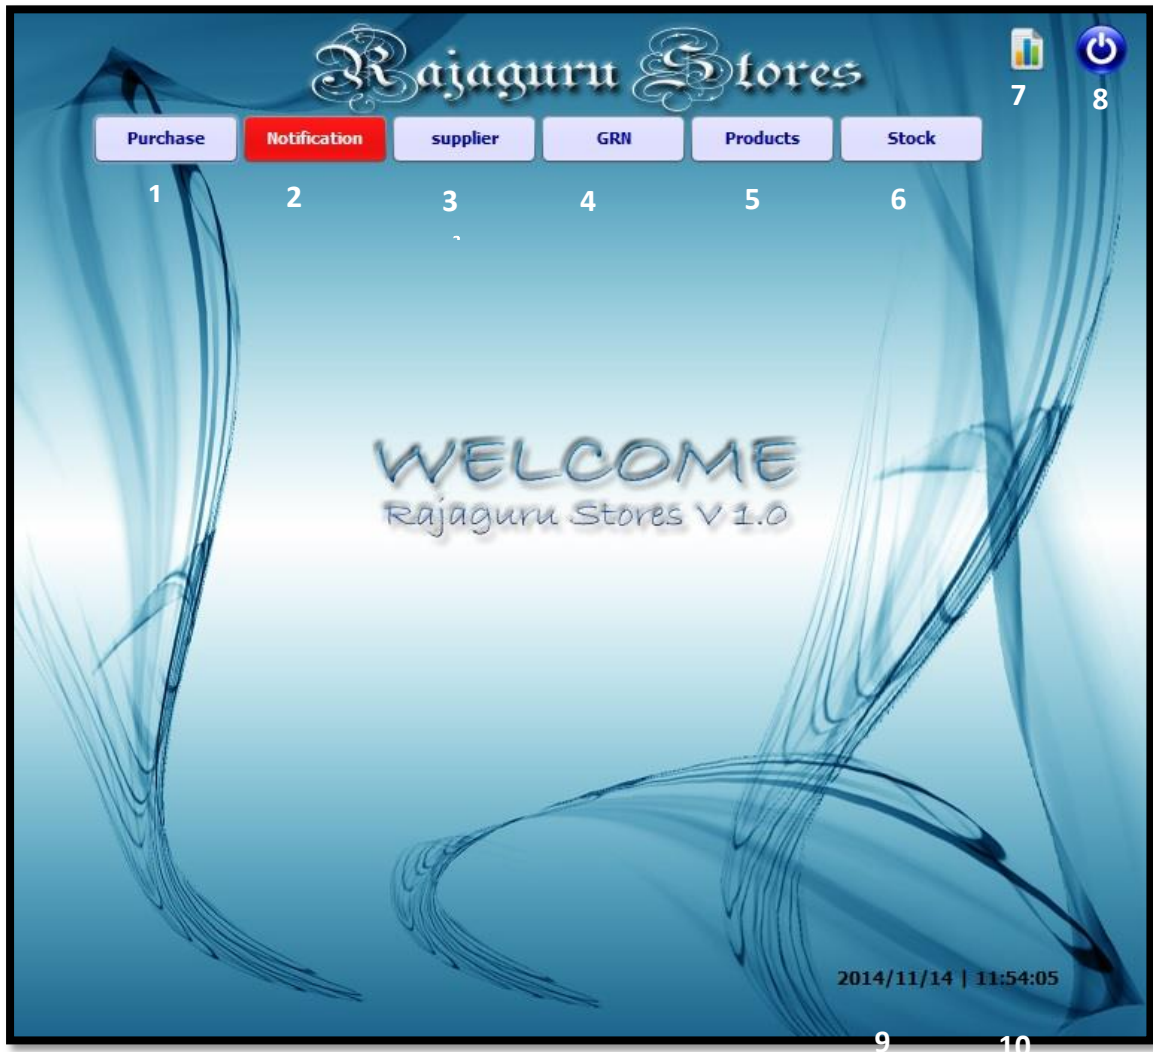 Rajaguru Stores
7 8
Purchase Notification supplier GRN Products Stock
1 2 3 4 5 6
WELCOME
Rajaguru Stores V 1.0
2014/11/14 | 11:54:05
9 10